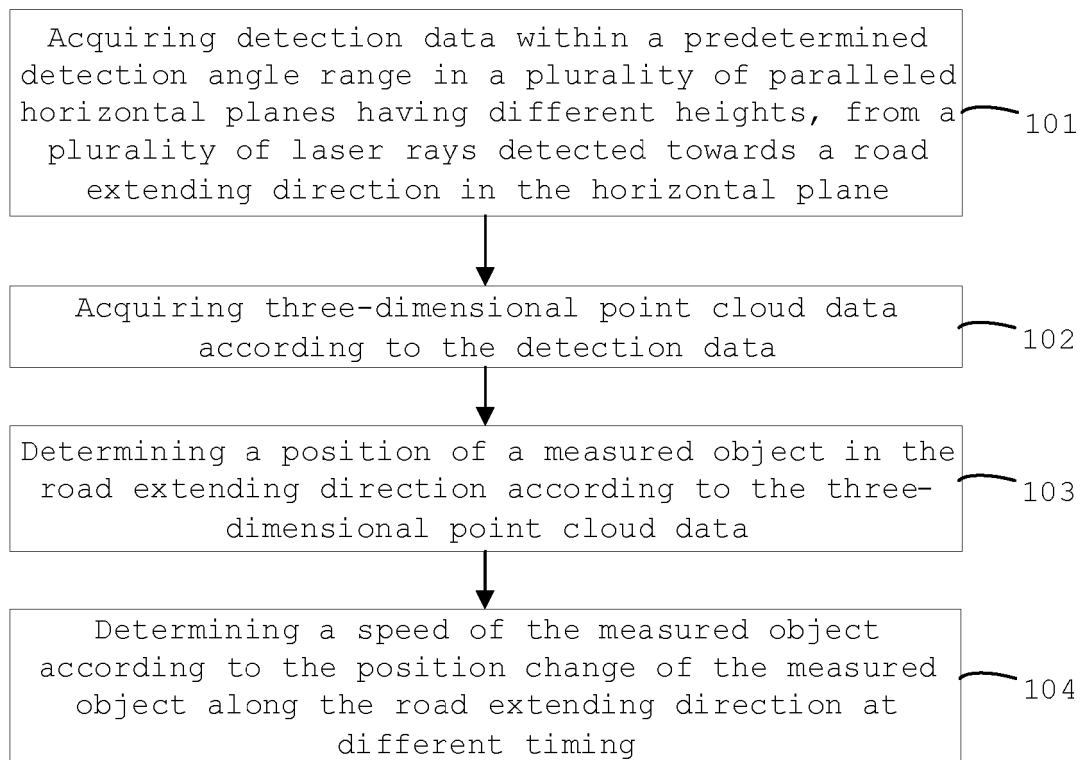 Acquiring detection data within a predetermined
detection angle range in a plurality of paralleled
horizontal planes having different heights, from a
plurality of laser rays detected towards a road
extending direction in the horizontal plane
101
Acquiring three-dimensional point cloud data
according to the detection data
102
Determining a position of a measured object in the
road extending direction according to the three-
dimensional point cloud data
103
Determining a speed of the measured object
according to the position change of the measured
object along the road extending direction at
different timing
104